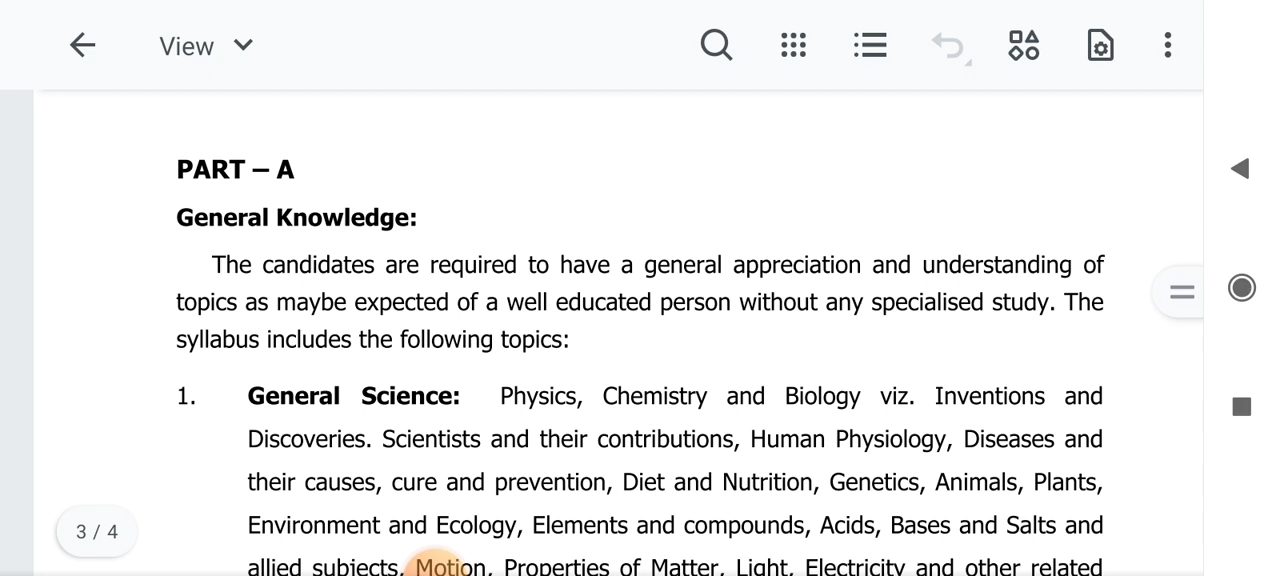 View
PART – A
General Knowledge:
The candidates are required to have a general appreciation and understanding of
topics as maybe expected of a well educated person without any specialised study. The
syllabus includes the following topics:
1. General Science: Physics, Chemistry and Biology viz. Inventions and
Discoveries. Scientists and their contributions, Human Physiology, Diseases and
their causes, cure and prevention, Diet and Nutrition, Genetics, Animals, Plants,
Environment and Ecology, Elements and compounds, Acids, Bases and Salts and
allied subjects, Motion, Properties of Matter, Light, Electricity and other related
3 / 4